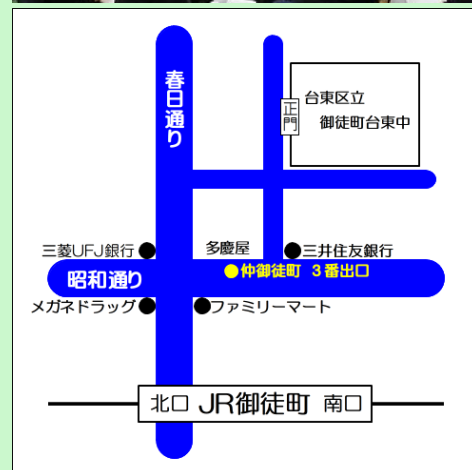 春日通り
台東区立
御徒町台東中
正門
三菱UFJ銀行
多慶屋
三井住友銀行
昭和通り
仲御徒町 3番出口
メガネドラッグ
ファミリーマート
北口 JR御徒町 南口